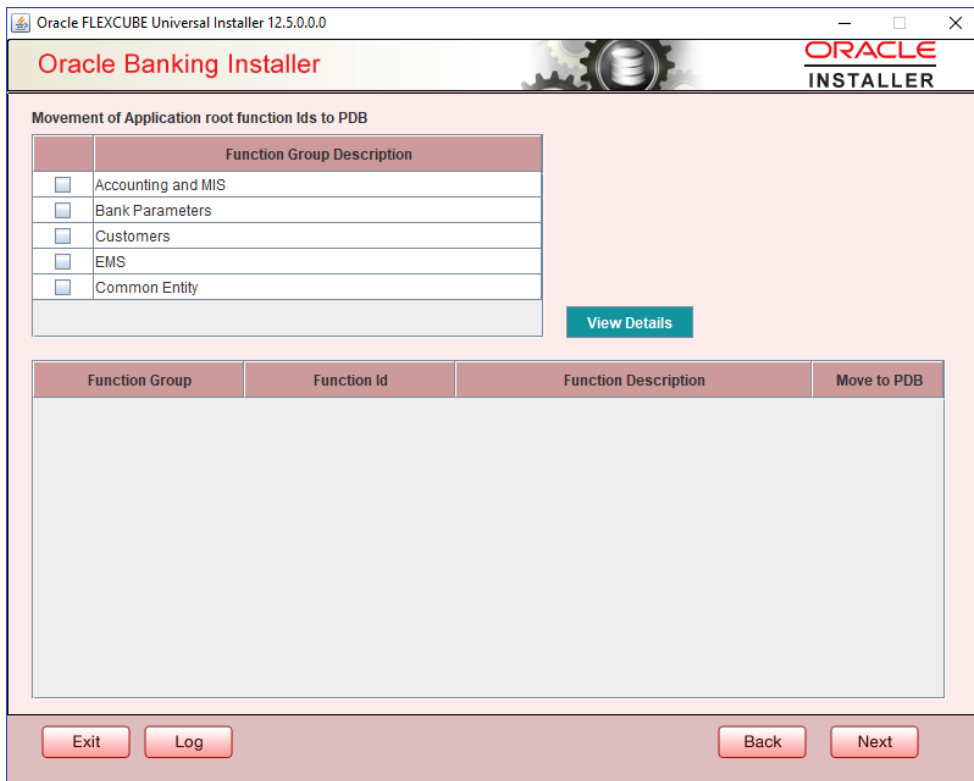 Oracle FLEXCUBE Universal Installer 12.5.0.0.0
Oracle Banking Installer
ORACLE
INSTALLER
Movement of Application root function Ids to PDB
Function Group Description
Accounting and MIS
Bank Parameters
Customers
EMS
Common Entity
View Details
Function Group Function Id Function Description Move to PDB
Exit Log Back Next